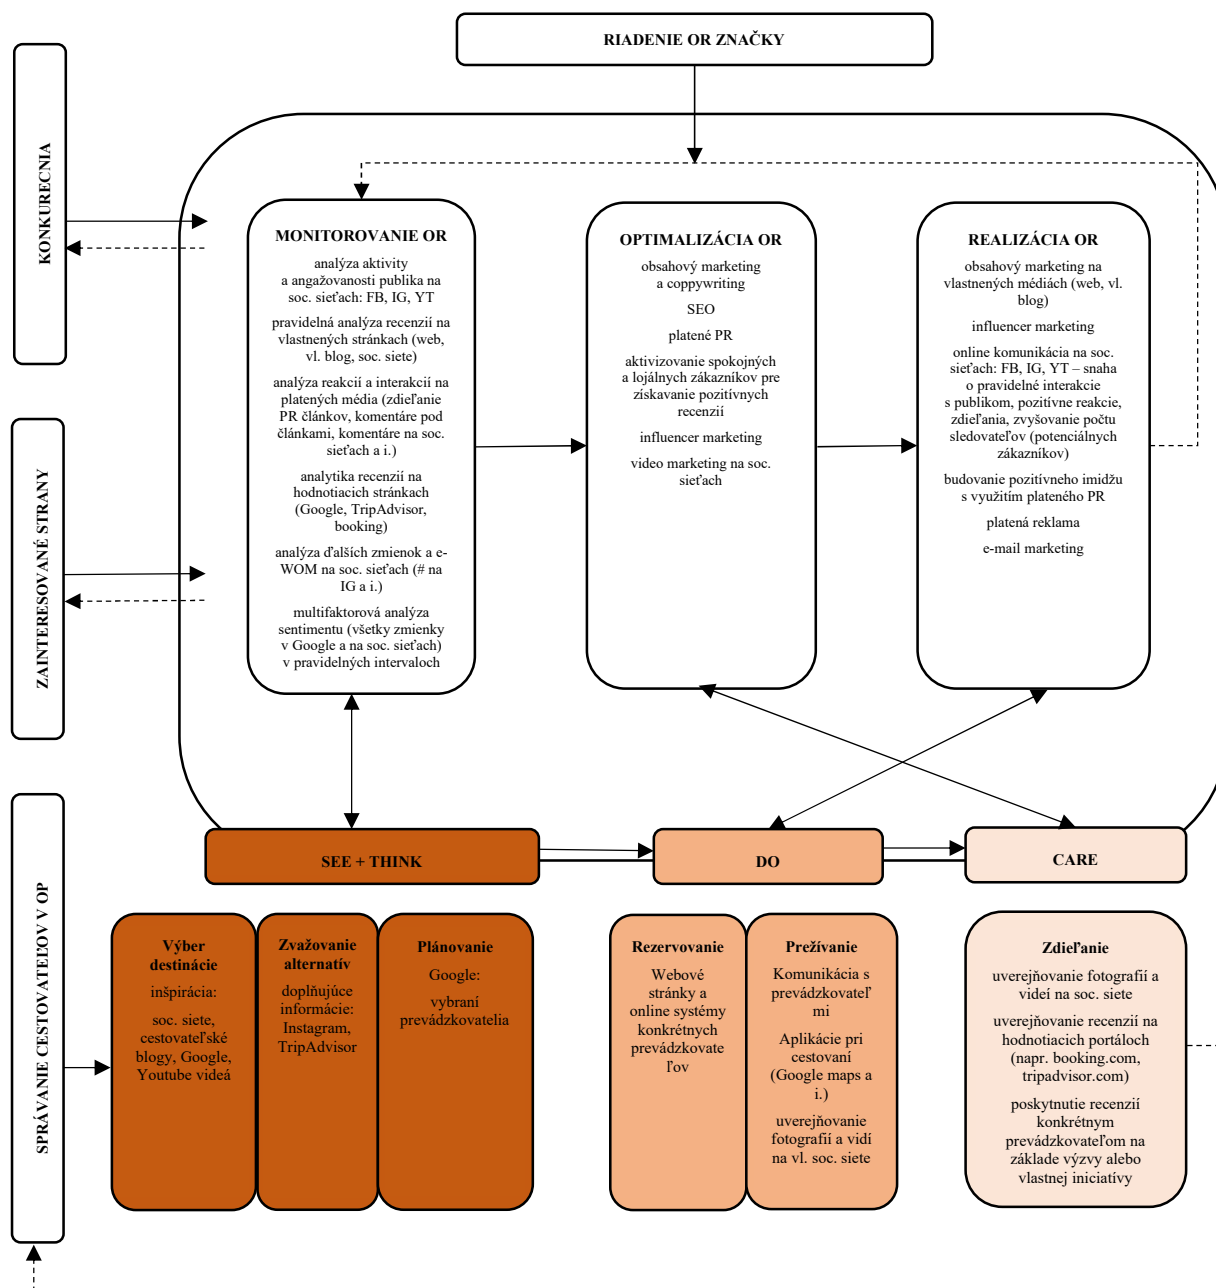 RIADENIE OR ZNAČKY
KONKURECNIA
ZAINTERESOVANÉ STRANY
SPRÁVANIE CESTOVATEĽOV V OP
MONITOROVANIE OR
analýza aktivity
a angažovanosti publika na
soc. sieťach: FB, IG, YT
pravidelná analýza recenzií na
vlastnených stránkach (web,
vl. blog, soc. siete)
analýza reakcií a interakcií na
platených média (zdieľanie
PR článkov, komentáre pod
článkami, komentáre na soc.
sieťach a i.)
analytika recenzií na
hodnotiacich stránkach
(Google, TripAdvisor,
booking)
analýza ďalších zmienok a e-
WOM na soc. sieťach (# na
IG a i.)
multifaktorová analýza
sentimentu (všetky zmienky
v Google a na soc. sieťach)
v pravidelných intervaloch
OPTIMALIZÁCIA OR
obsahový marketing
a coppywriting
SEO
platené PR
aktivizovanie spokojných
a lojálnych zákazníkov pre
získavanie pozitívnych
recenzií
influencer marketing
video marketing na soc.
sieťach
REALIZÁCIA OR
obsahový marketing na
vlastnených médiách (web, vl.
blog)
influencer marketing
online komunikácia na soc.
sieťach: FB, IG, YT – snaha
o pravidelné interakcie
s publikom, pozitívne reakcie,
zdieľania, zvyšovanie počtu
sledovateľov (potenciálnych
zákazníkov)
budovanie pozitívneho imidžu
s využitím plateného PR
platená reklama
e-mail marketing
SEE + THINK
DO
CARE
Výber
destinácie
inšpirácia:
soc. siete,
cestovateľské
blogy, Google,
Youtube videá
Zvažovanie
alternatív
doplňujúce
informácie:
Instagram,
TripAdvisor
Plánovanie
Google:
vybraní
prevádzkovatelia
Rezervovanie
Webové
stránky a
online systémy
konkrétnych
prevádzkovate
ľov
Prežívanie
Komunikácia s
prevádzkovateľ
mi
Aplikácie pri
cestovaní
(Google maps a
i.)
uverejňovanie
fotografií a vidí
na vl. soc. siete
Zdieľanie
uverejňovanie fotografií a
videí na soc. siete
uverejňovanie recenzií na
hodnotiacich portáloch
(napr. booking.com,
tripadvisor.com)
poskytnutie recenzií
konkrétnym
prevádzkovateľom na
základe výzvy alebo
vlastnej iniciatívy